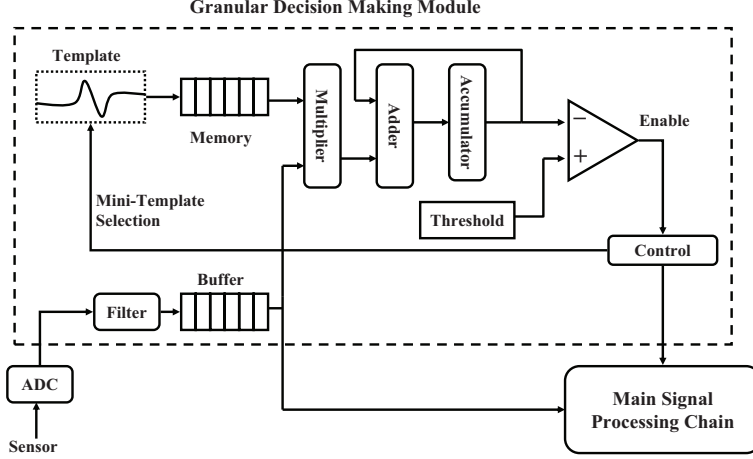 Granular Decision Making Module
Template
Memory
Multiplier
Adder
Accumulator
−
+
Enable
Mini-Template
Selection
Threshold
Control
Buffer
Filter
ADC
Sensor
Main Signal
Processing Chain